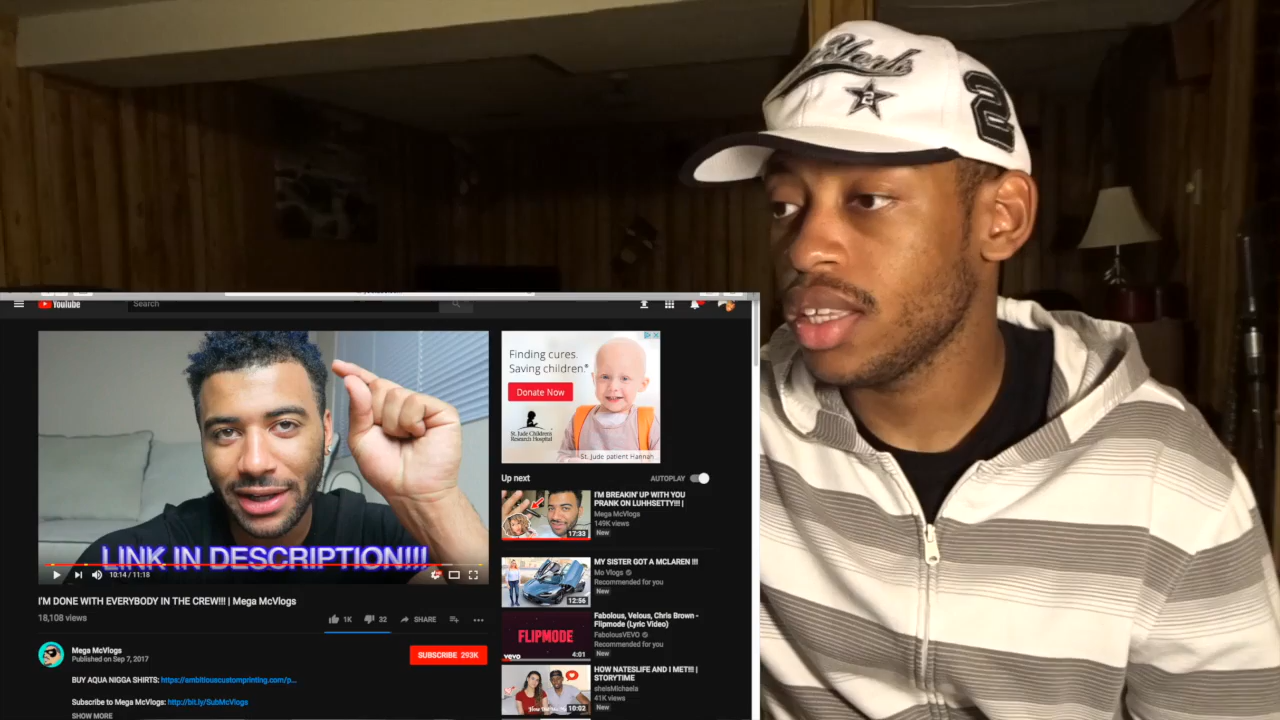 York
2
2
YouTube
Search
Finding cures.
Saving children.®
Donate Now
St. Jude Children's
Research Hospital
St. Jude patient Hannah
LINK IN DESCRIPTION!!!
10:14 / 11:18
I'M DONE WITH EVERYBODY IN THE CREW!!! | Mega McVlogs
18,108 views
1K
32
SHARE
Mega McVlogs
Published on Sep 7, 2017
SUBSCRIBE 293K
BUY AQUA NIGGA SHIRTS: https://ambitiouscustomprinting.com/p...
Subscribe to Mega McVlogs: http://bit.ly/SubMcVlogs
SHOW MORE
Up next
AUTOPLAY
I'M BREAKIN' UP WITH YOU
PRANK ON LUHHSETTY!!! |
Mega McVlogs
149K views
New
17:33
MY SISTER GOT A MCLAREN !!!
Mo Vlogs
Recommended for you
New
12:56
Fabolous, Velous, Chris Brown -
Flipmode (Lyric Video)
FabolousVEVO
Recommended for you
New
FLIPMODE
vevo
4:01
HOW NATESLIFE AND I MET!!! |
STORYTIME
sheisMichaela
41K views
New
10:02